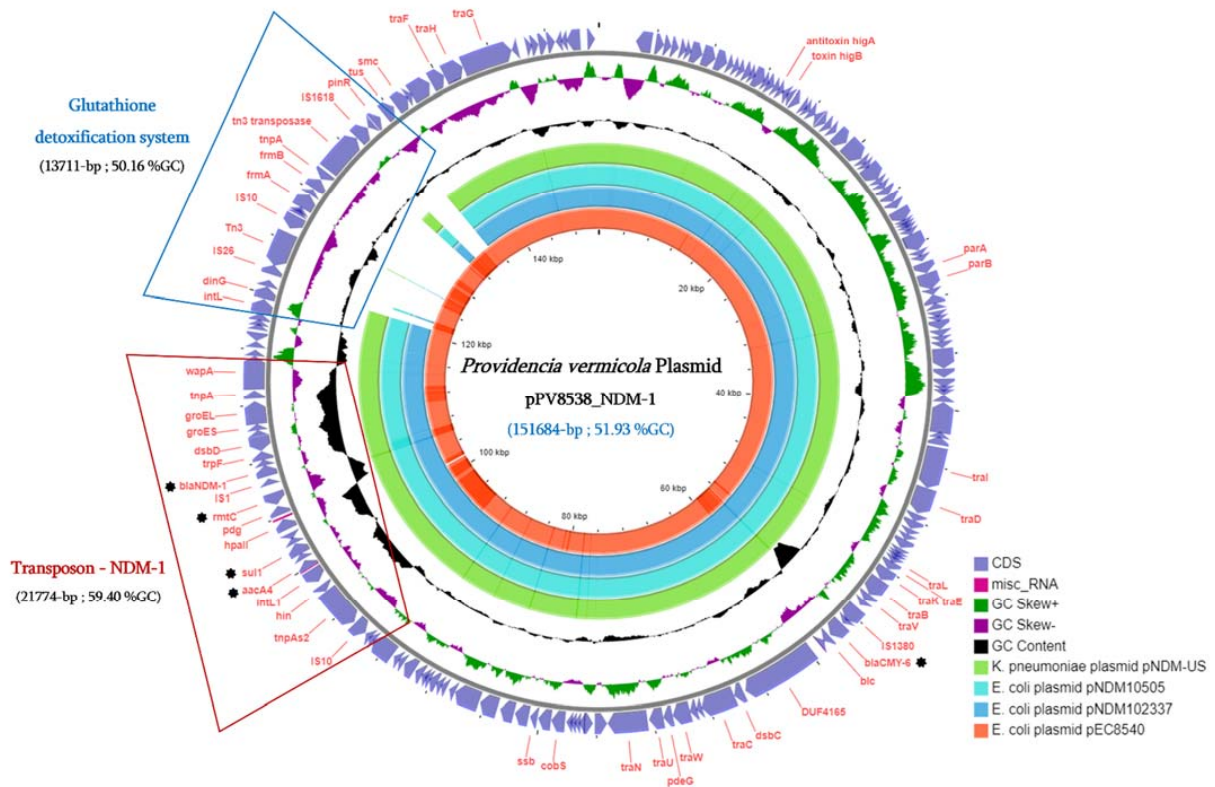 traG
traH
traF
smc
tus
pinR
IS1618
tn3 transposase
tnpA
frmB
frmA
IS10
Tn3
IS26
dinG
intL
antitoxin higA
toxin higB
parA
parB
traI
traD
traL
traE
traK
traB
traV
IS1380
blaCMY-6
blc
DUF4165
dsbC
traC
traW
pdeG
traU
traN
cobS
ssb
IS10
tnpAs2
hin
intL1
aacA4
sul1
hpaII
pdg
rmtC
IS1
blaNDM-1
trpF
dsbD
groES
groEL
tnpA
wapA
Glutathione
detoxification system
(13711-bp ; 50.16 %GC)
Transposon - NDM-1
(21774-bp ; 59.40 %GC)
140 kbp
20 kbp
40 kbp
60 kbp
80 kbp
100 kbp
120 kbp
Providencia vermicola Plasmid
pPV8538_NDM-1
(151684-bp ; 51.93 %GC)
CDS
misc_RNA
GC Skew+
GC Skew-
GC Content
K. pneumoniae plasmid pNDM-US
E. coli plasmid pNDM10505
E. coli plasmid pNDM102337
E. coli plasmid pEC8540